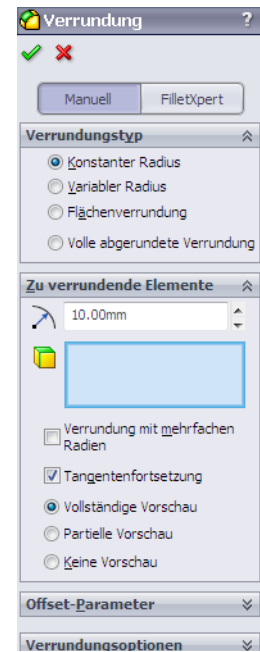 Verrundung ?
Manuell FiletXpert
Verrundungstyp
Konstanter Radius
Variabler Radius
Flächenverrundung
Volle abgerundete Verrundung
Zu verrundende Elemente
10.00mm
Verrundung mit mehrfachen
Radien
Tangentenfortsetzung
Vollständige Vorschau
Partielle Vorschau
Keine Vorschau
Offset-Parameter
Verrundungsoptionen